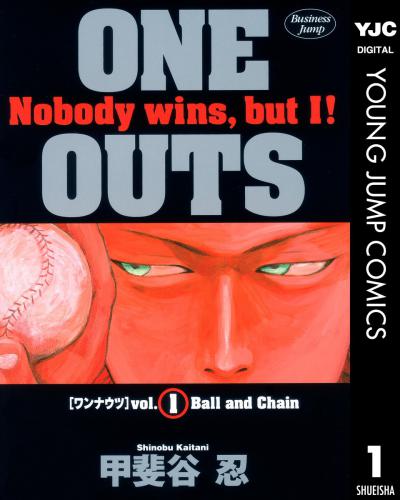 ONE
Business
Jump
Nobody wins, but I!
OUTS
[ワンナウツ] vol. 1 Ball and Chain
Shinobu Kaitani
甲斐谷 忍
YJC
DIGITAL
YOUNG JUMP COMICS
1
SHUEISHA